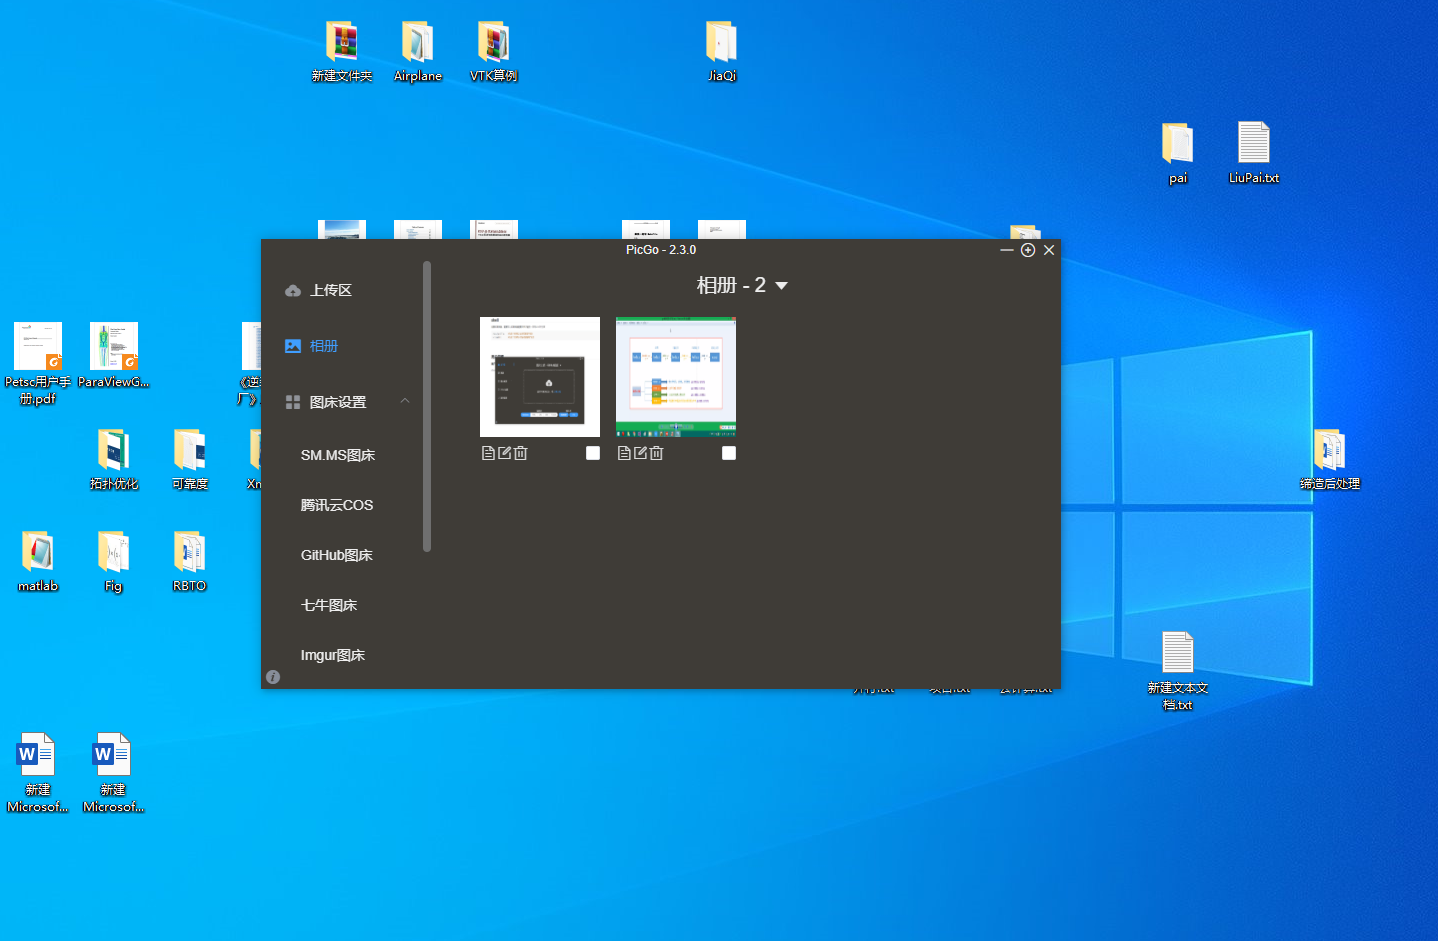 新建文件夹
Airplane
VTK算例
JiaQi
pai
LiuPai.txt
PicGo - 2.3.0
上传区
相册 - 2
相册
图床设置
SM.MS图床
腾讯云COS
GitHub图床
七牛图床
Imgur图床
Petsc用户手
册.pdf
ParaViewG...
拓扑优化
可靠度
matlab
Fig
RBTO
缔造后处理
新建文本文
档.txt
新建
Microsof...
新建
Microsof...